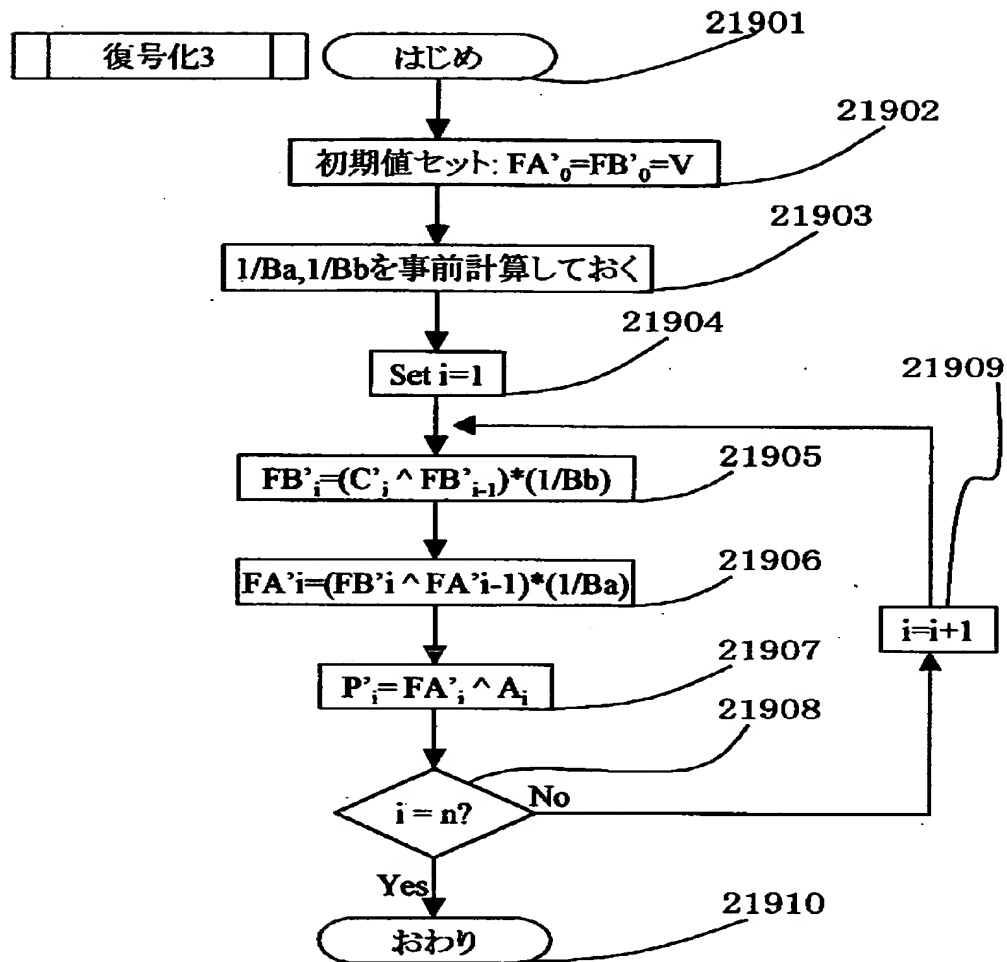 21901
復号化3
はじめ
21902
初期値セット: FA’₀=FB’₀=V
21903
1/Ba,1/Bbを事前計算しておく
21904
Set i=1
21909
21905
FB’ᵢ=(C’ᵢ ^ FB’ᵢ₋₁)*(1/Bb)
21906
FA’i=(FB’i ^ FA’i-1)*(1/Ba)
i=i+1
21907
P’ᵢ= FA’ᵢ ^ Aᵢ
21908
i = n?
No
Yes
21910
おわり